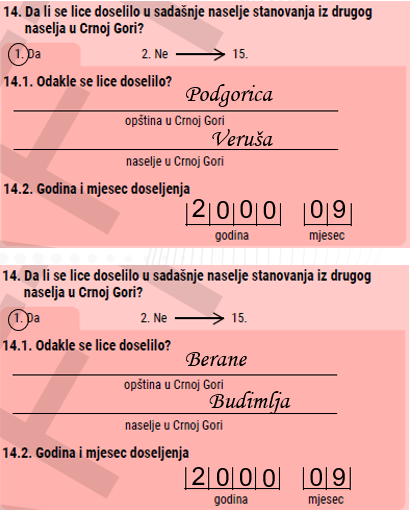 14. Da li se lice doselilo u sadašnje naselje stanovanja iz drugog
naselja u Crnoj Gori?
1. Da 2. Ne 15.
14.1. Odakle se lice doselilo?
Podgorica
opština u Crnoj Gori
Veruša
naselje u Crnoj Gori
14.2. Godina i mjesec doseljenja
2 0 0 0 0 9
godina mjesec
14. Da li se lice doselilo u sadašnje naselje stanovanja iz drugog
naselja u Crnoj Gori?
1. Da 2. Ne 15.
14.1. Odakle se lice doselilo?
Berane
opština u Crnoj Gori
Budimlja
naselje u Crnoj Gori
14.2. Godina i mjesec doseljenja
2 0 0 0 0 9
godina mjesec